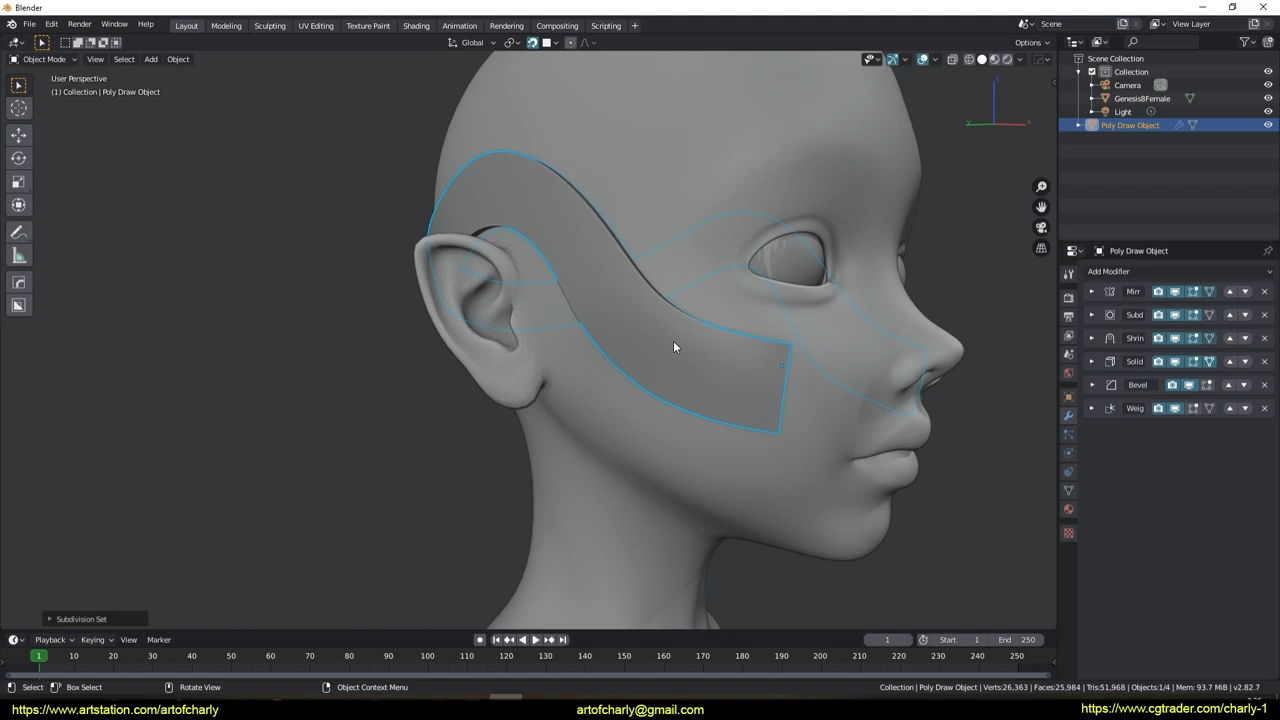 Blender
File Edit Render Window Help Layout Modeling Sculpting UV Editing Texture Paint Shading Animation Rendering Compositing Scripting + Scene View Layer
Global Options
Object Mode View Select Add Object
User Perspective
(1) Collection | Poly Draw Object
Scene Collection
Collection
Camera
Genesis8Female
Light
Poly Draw Object
Poly Draw Object
Add Modifier
Mirr
Subd
Shrin
Solid
Bevel
Weig
Subdivision Set
Playback Keying View Marker 1 Start 1 End 250
1 10 20 30 40 50 60 70 80 90 100 110 120 130 140 150 160 170 180 190 200 210 220 230 240 250
Select Box Select Rotate View Object Context Menu Collection | Poly Draw Object | Verts:26,363 | Faces:25,984 | Tris:51,968 | Objects:1/4 | Mem: 93.7 MiB | v2.82.7
https://www.artstation.com/artofcharly artofcharly@gmail.com https://www.cgtrader.com/charly-1